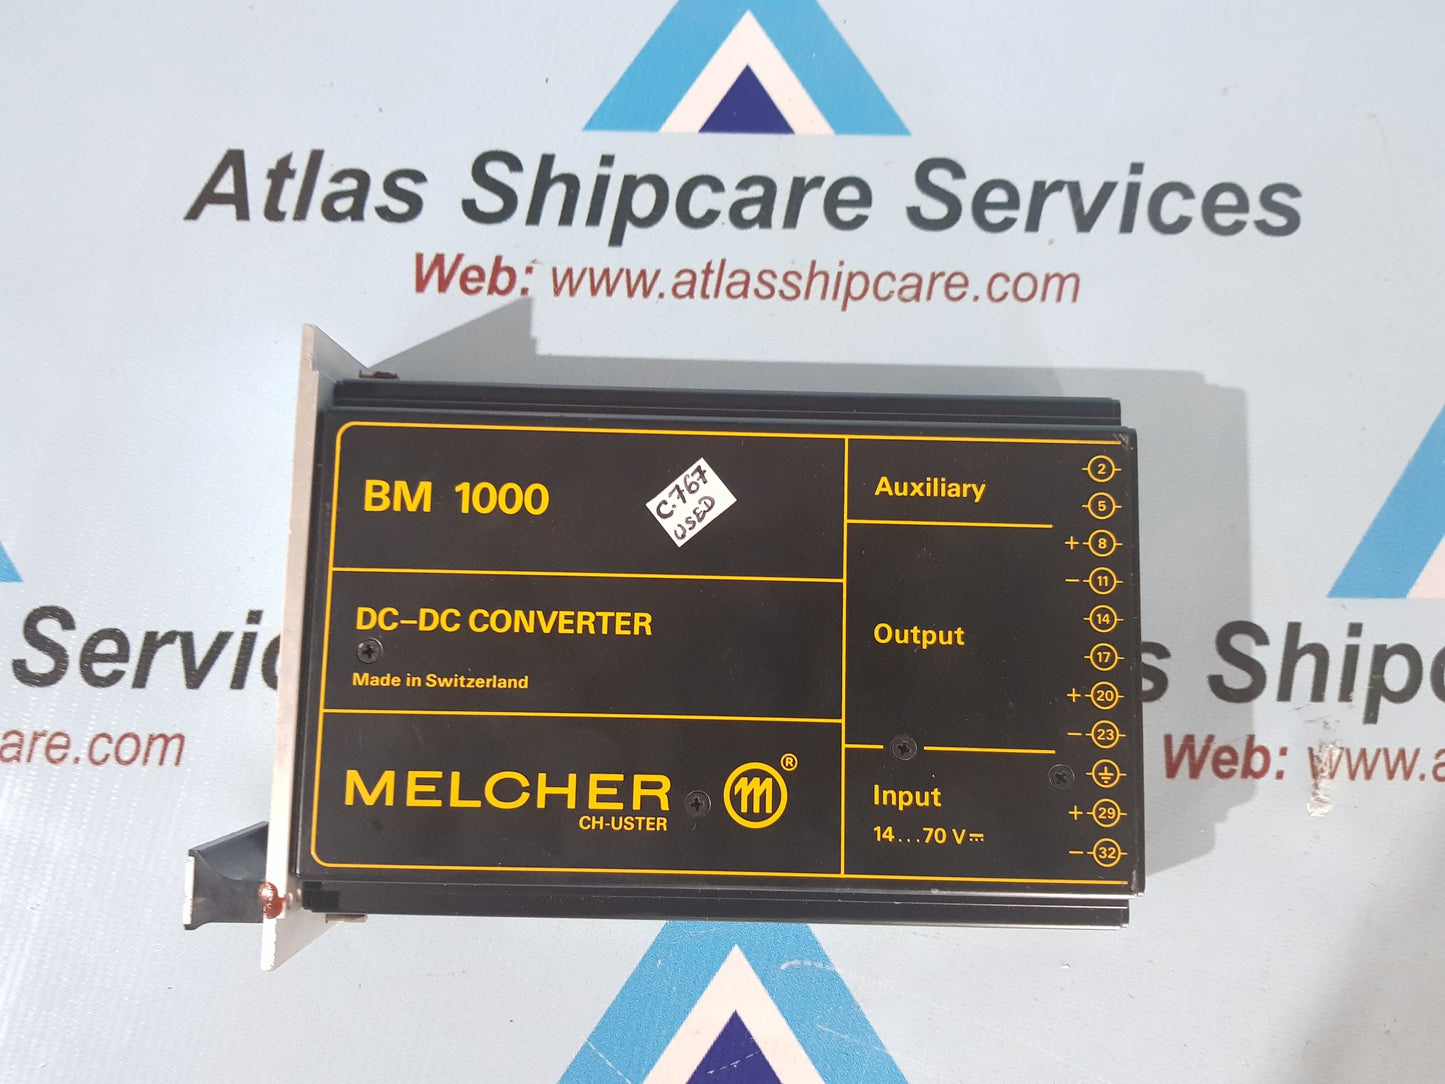 Atlas Shipcare Services
Web: www.atlasshipcare.com
BM 1000
C.767
USED
DC–DC CONVERTER
Made in Switzerland
MELCHER
CH-USTER
m ®
Auxiliary
Output
Input
14...70 V
2
5
+ 8
− 11
14
17
+ 20
− 23
+ 29
− 32
Servic
are.com
s Shipc
Web: www.a